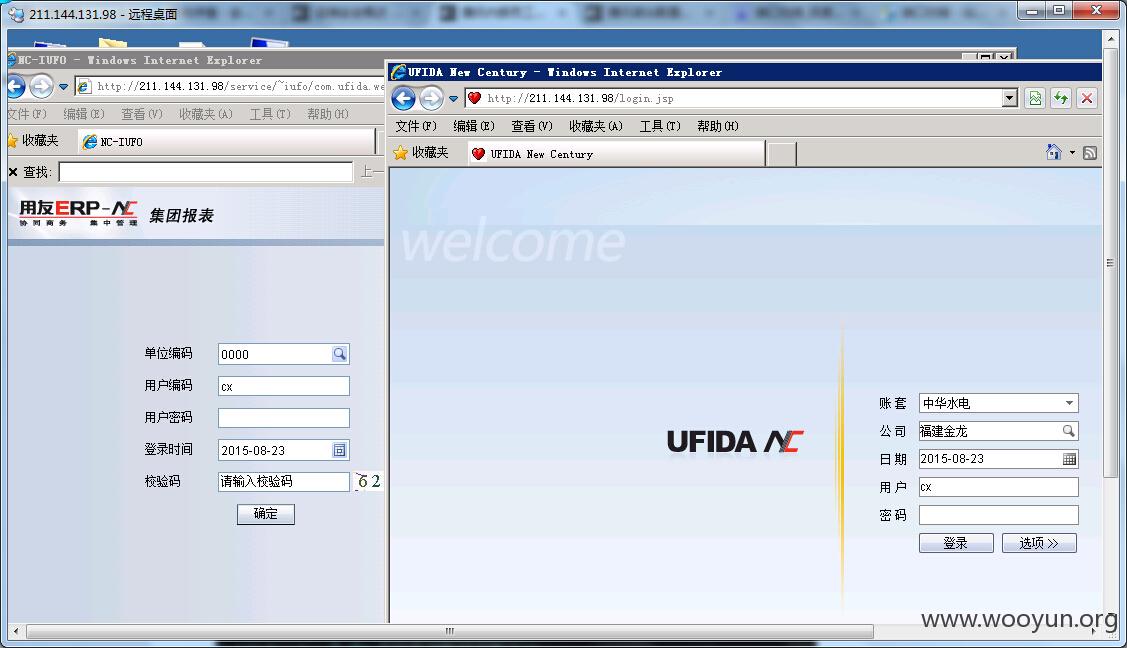 211.144.131.98 - 远程桌面
NC-IUFO - Windows Internet Explorer
http://211.144.131.98/service/~iufo/com.ufida.we
文件(F) 编辑(E) 查看(V) 收藏夹(A) 工具(T) 帮助(H)
收藏夹 NC-IUFO
查找: 上一
用友ERP-NC 集团报表
协同商务 集中管理
单位编码 0000
用户编码 cx
用户密码
登录时间 2015-08-23
校验码 请输入校验码 62
确定
UFIDA New Century - Windows Internet Explorer
http://211.144.131.98/login.jsp
文件(F) 编辑(E) 查看(V) 收藏夹(A) 工具(T) 帮助(H)
收藏夹 UFIDA New Century
welcome
UFIDA NC
账套 中华水电
公司 福建金龙
日期 2015-08-23
用户 cx
密码
登录 选项 >>
www.wooyun.org